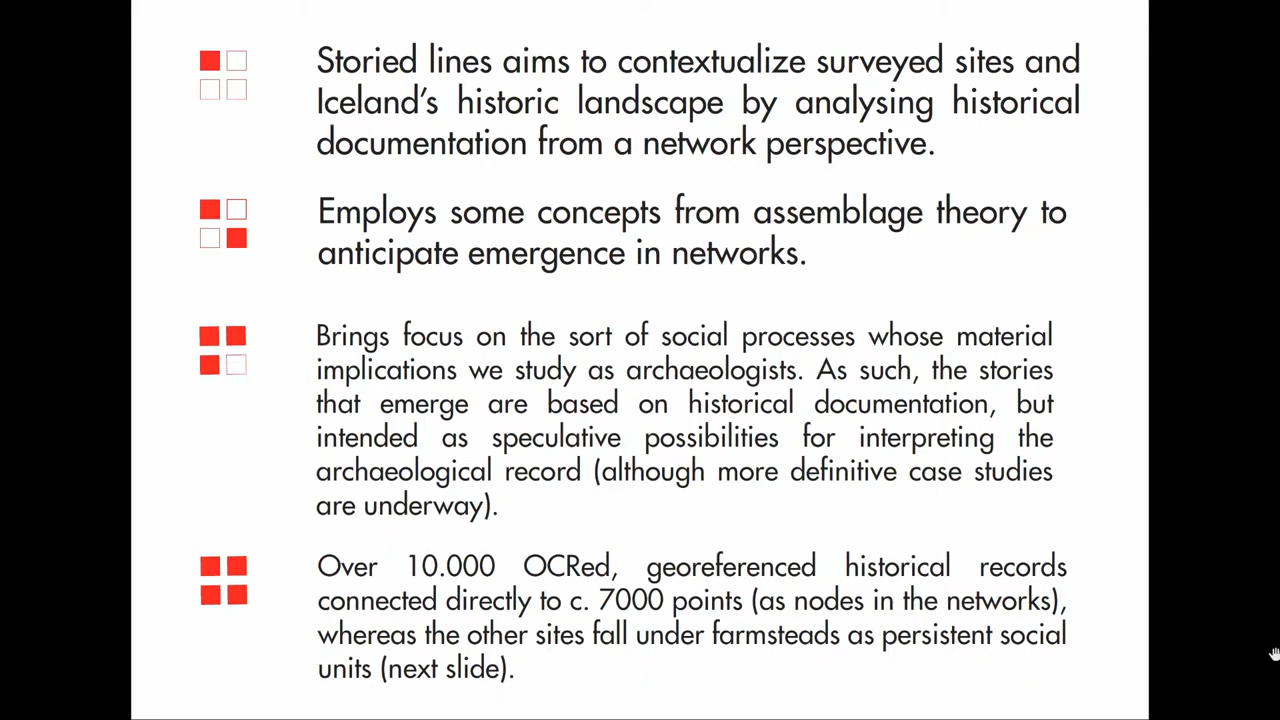 Storied lines aims to contextualize surveyed sites and
Iceland's historic landscape by analysing historical
documentation from a network perspective.
Employs some concepts from assemblage theory to
anticipate emergence in networks.
Brings focus on the sort of social processes whose material
implications we study as archaeologists. As such, the stories
that emerge are based on historical documentation, but
intended as speculative possibilities for interpreting the
archaeological record (although more definitive case studies
are underway).
Over 10.000 OCRed, georeferenced historical records
connected directly to c. 7000 points (as nodes in the networks),
whereas the other sites fall under farmsteads as persistent social
units (next slide).